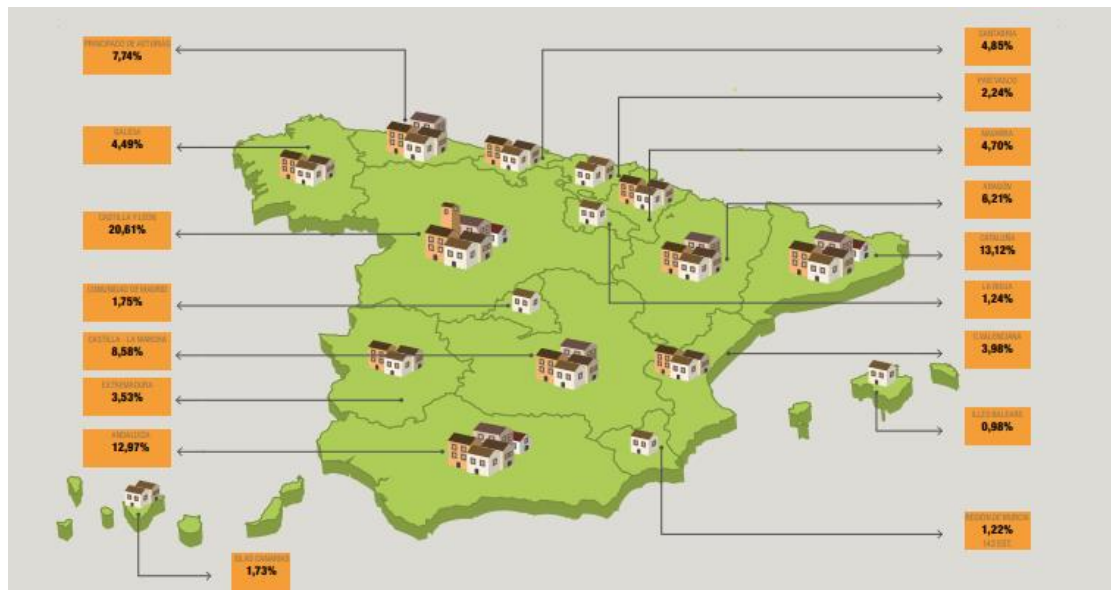 PRINCIPADO DE ASTURIAS
7,74%
GALICIA
4,49%
CASTILLA Y LEÓN
20,61%
COMUNIDAD DE MADRID
1,75%
CASTILLA - LA MANCHA
8,58%
EXTREMADURA
3,53%
ANDALUCÍA
12,97%
ISLAS CANARIAS
1,73%
CANTABRIA
4,85%
PAÍS VASCO
2,24%
NAVARRA
4,70%
ARAGÓN
6,21%
CATALUÑA
13,12%
LA RIOJA
1,24%
C.VALENCIANA
3,98%
ILLES BALEARS
0,98%
REGIÓN DE MURCIA
1,22%